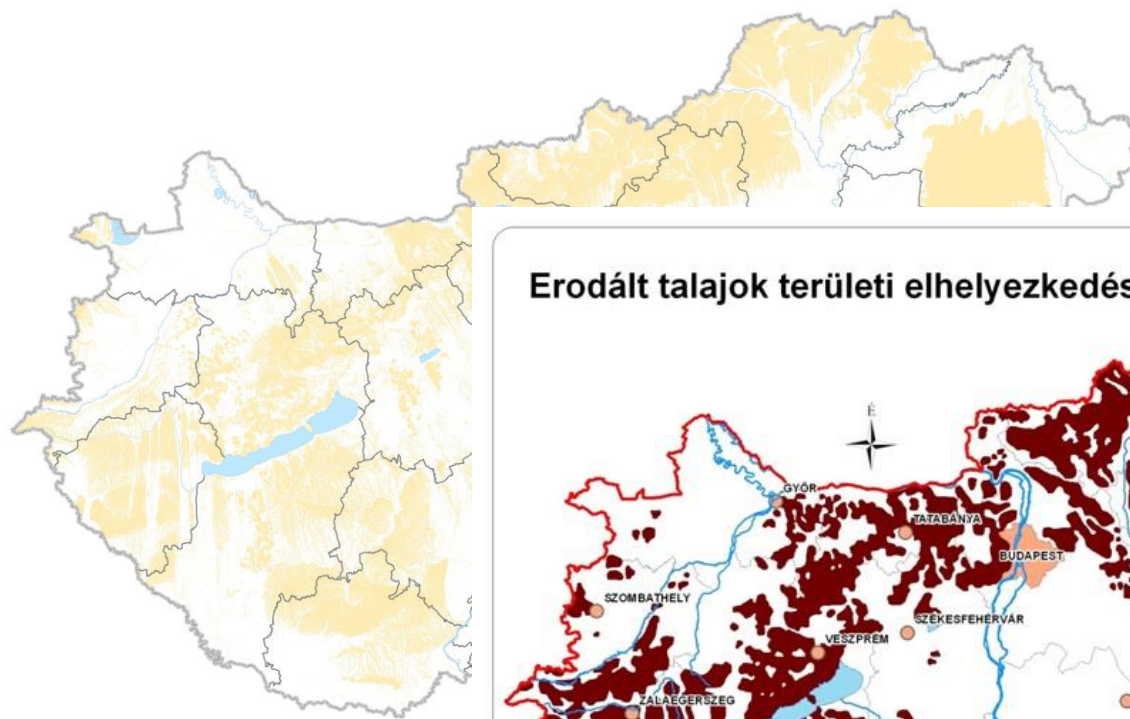 Erodált talajok területi elhelyezkedés
É
GYŐR
TATABÁNYA
BUDAPEST
SZOMBATHELY
SZÉKESFEHÉRVÁR
VESZPRÉM
ZALAEGERSZEG